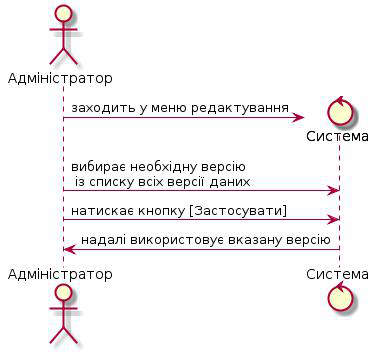 Адміністратор
заходить у меню редактування
Система
вибирає необхідну версію
із списку всіх версії даних
натискає кнопку [Застосувати]
надалі використовує вказану версію
Адміністратор
Система